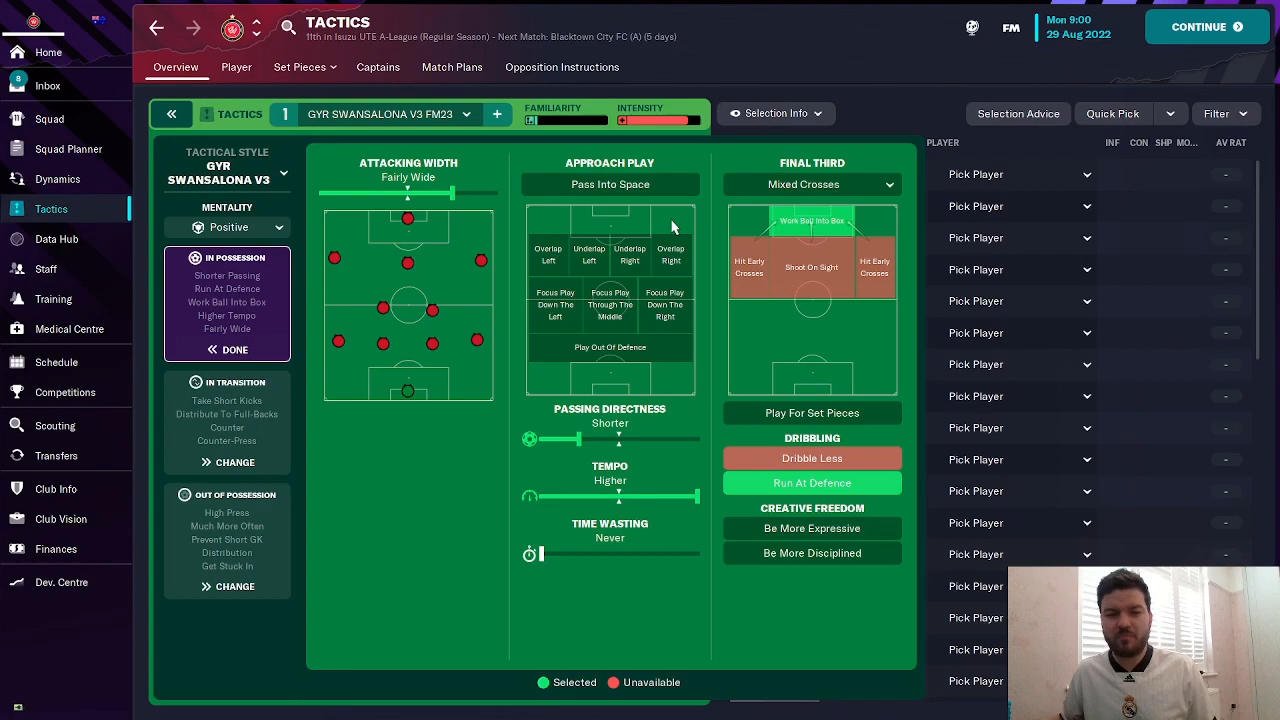 TACTICS
11th in Isuzu UTE A-League (Regular Season) - Next Match: Blacktown City FC (A) (5 days)
FM
Mon 9:00
29 Aug 2022
CONTINUE
Home
8
Inbox
Squad
Squad Planner
Dynamics
Tactics
Data Hub
Staff
Training
Medical Centre
Schedule
Competitions
Scouting
Transfers
Club Info
Club Vision
Finances
Dev. Centre
Overview
Player
Set Pieces
Captains
Match Plans
Opposition Instructions
TACTICS
1
GYR SWANSALONA V3 FM23
FAMILIARITY
INTENSITY
Selection Info
Selection Advice
Quick Pick
Filter
TACTICAL STYLE
GYR
SWANSALONA V3
MENTALITY
Positive
IN POSSESSION
Shorter Passing
Run At Defence
Work Ball Into Box
Higher Tempo
Fairly Wide
DONE
IN TRANSITION
Take Short Kicks
Distribute To Full-Backs
Counter
Counter-Press
CHANGE
OUT OF POSSESSION
High Press
Much More Often
Prevent Short GK
Distribution
Get Stuck In
CHANGE
ATTACKING WIDTH
Fairly Wide
APPROACH PLAY
Pass Into Space
Overlap Left
Underlap Left
Underlap Right
Overlap Right
Focus Play Down The Left
Focus Play Through The Middle
Focus Play Down The Right
Play Out Of Defence
PASSING DIRECTNESS
Shorter
TEMPO
Higher
TIME WASTING
Never
FINAL THIRD
Mixed Crosses
Work Ball Into Box
Hit Early Crosses
Shoot On Sight
Hit Early Crosses
Play For Set Pieces
DRIBBLING
Dribble Less
Run At Defence
CREATIVE FREEDOM
Be More Expressive
Be More Disciplined
Selected
Unavailable
PLAYER INF CON SHP MO... AV RAT
Pick Player -
Pick Player -
Pick Player -
Pick Player -
Pick Player -
Pick Player -
Pick Player -
Pick Player -
Pick Player -
Pick Player -
Pick Player -
Pick Player -
Pick Player -
Pick Player
Pick Player
Pick Player
Pick Player